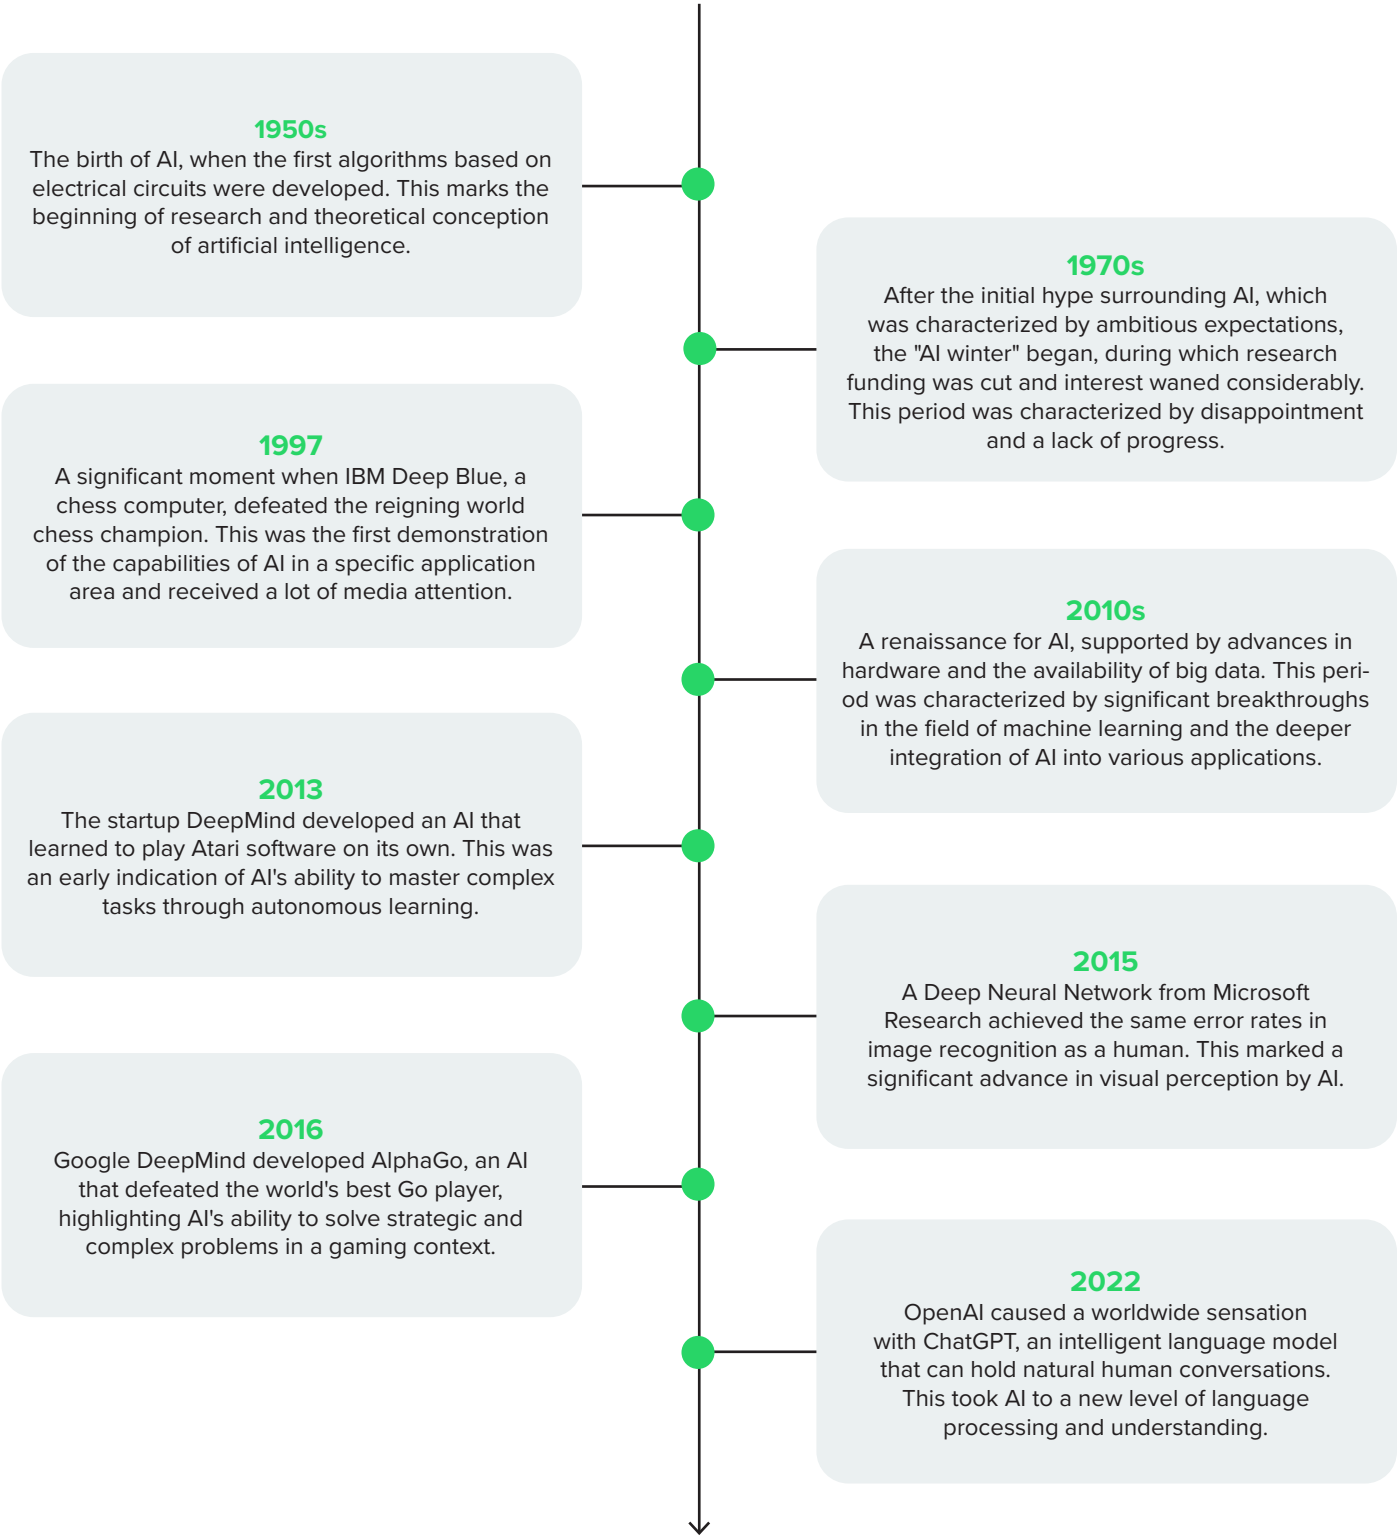 1950s
The birth of AI, when the first algorithms based on
electrical circuits were developed. This marks the
beginning of research and theoretical conception
of artificial intelligence.
1970s
After the initial hype surrounding AI, which
was characterized by ambitious expectations,
the "AI winter" began, during which research
funding was cut and interest waned considerably.
This period was characterized by disappointment
and a lack of progress.
1997
A significant moment when IBM Deep Blue, a
chess computer, defeated the reigning world
chess champion. This was the first demonstration
of the capabilities of AI in a specific application
area and received a lot of media attention.
2010s
A renaissance for AI, supported by advances in
hardware and the availability of big data. This peri-
od was characterized by significant breakthroughs
in the field of machine learning and the deeper
integration of AI into various applications.
2013
The startup DeepMind developed an AI that
learned to play Atari software on its own. This was
an early indication of AI's ability to master complex
tasks through autonomous learning.
2015
A Deep Neural Network from Microsoft
Research achieved the same error rates in
image recognition as a human. This marked a
significant advance in visual perception by AI.
2016
Google DeepMind developed AlphaGo, an AI
that defeated the world's best Go player,
highlighting AI's ability to solve strategic and
complex problems in a gaming context.
2022
OpenAI caused a worldwide sensation
with ChatGPT, an intelligent language model
that can hold natural human conversations.
This took AI to a new level of language
processing and understanding.